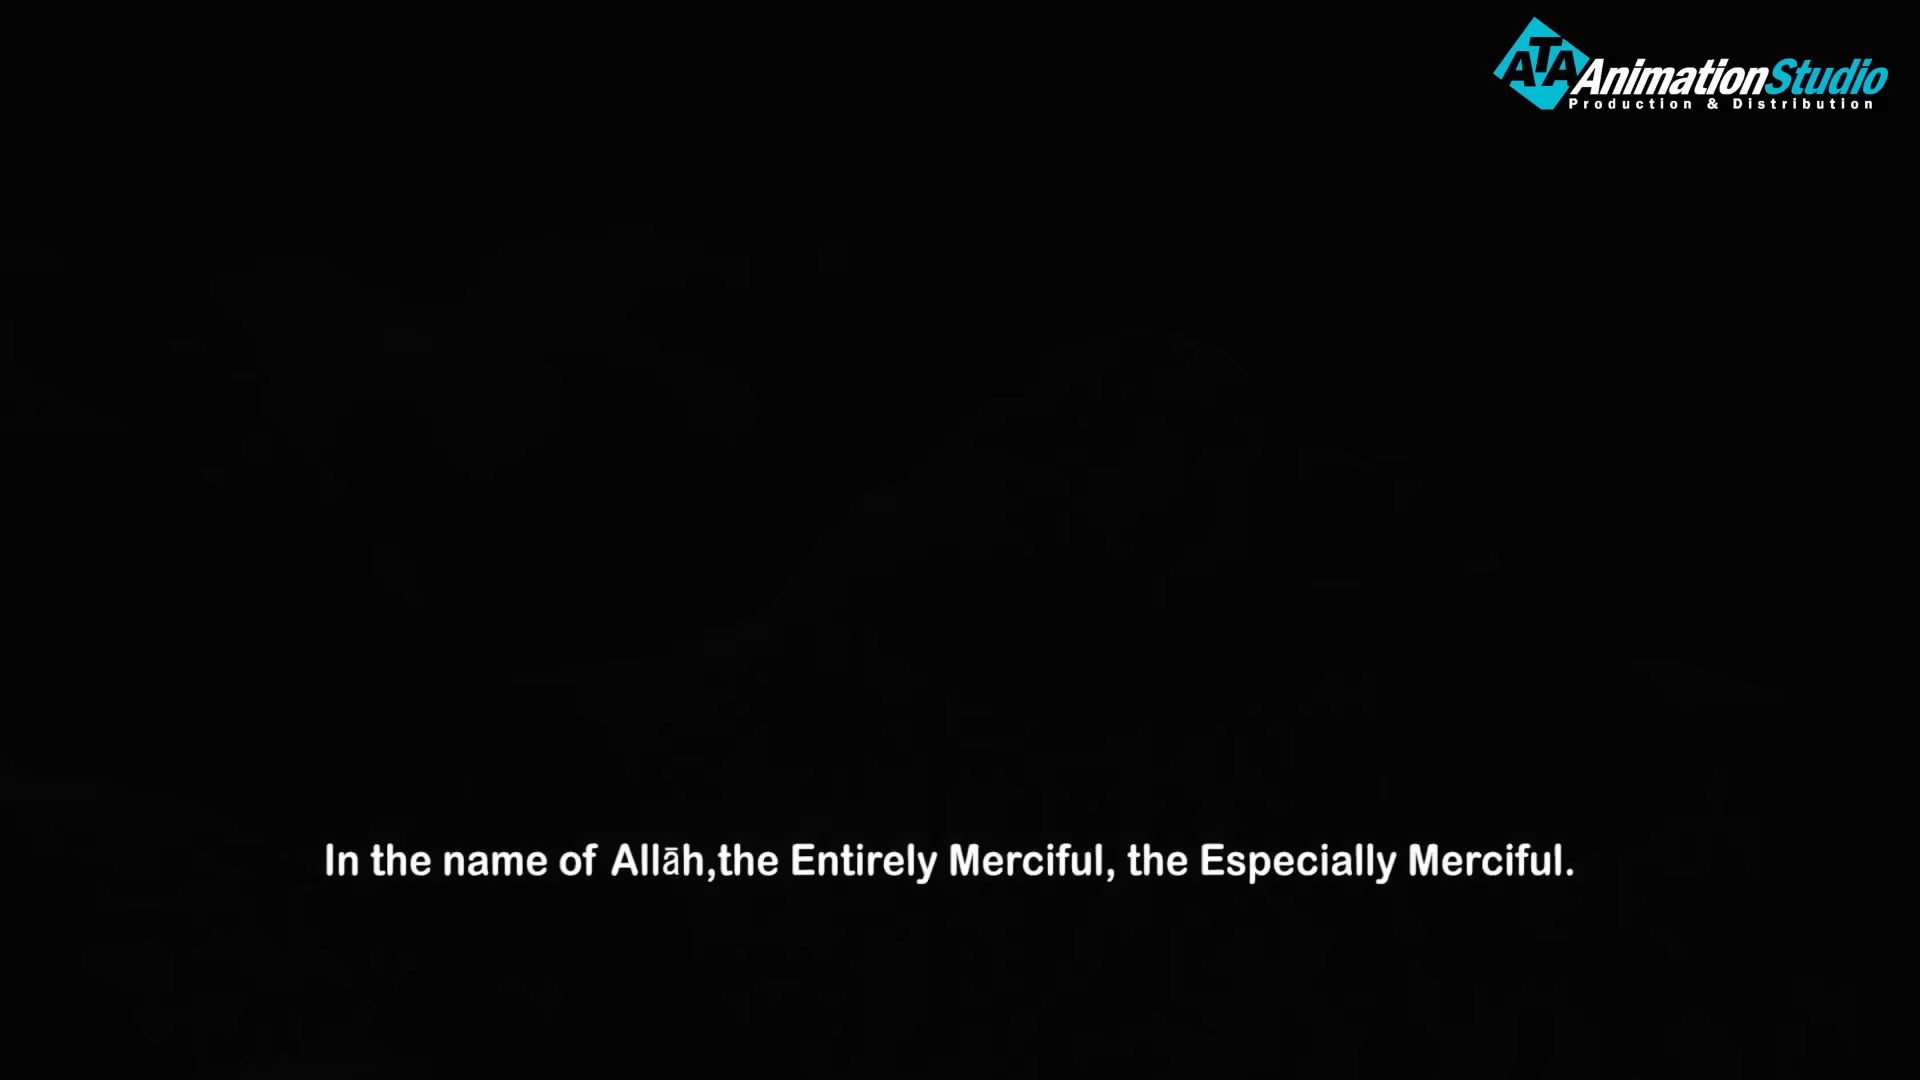 ATA AnimationStudio
Production & Distribution
In the name of Allāh,the Entirely Merciful, the Especially Merciful.